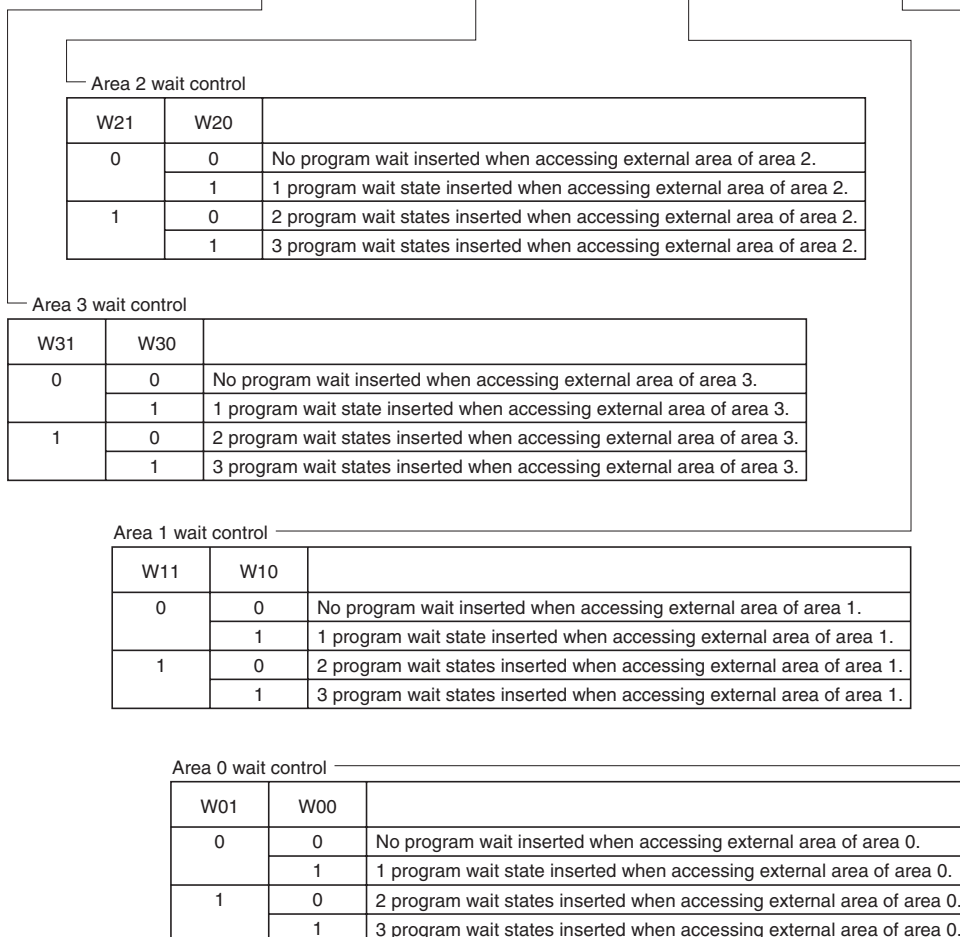 Area 2 wait control
W21 W20
0 0 No program wait inserted when accessing external area of area 2.
1 1 program wait state inserted when accessing external area of area 2.
1 0 2 program wait states inserted when accessing external area of area 2.
1 3 program wait states inserted when accessing external area of area 2.
Area 3 wait control
W31 W30
0 0 No program wait inserted when accessing external area of area 3.
1 1 program wait state inserted when accessing external area of area 3.
1 0 2 program wait states inserted when accessing external area of area 3.
1 3 program wait states inserted when accessing external area of area 3.
Area 1 wait control
W11 W10
0 0 No program wait inserted when accessing external area of area 1.
1 1 program wait state inserted when accessing external area of area 1.
1 0 2 program wait states inserted when accessing external area of area 1.
1 3 program wait states inserted when accessing external area of area 1.
Area 0 wait control
W01 W00
0 0 No program wait inserted when accessing external area of area 0.
1 1 program wait state inserted when accessing external area of area 0.
1 0 2 program wait states inserted when accessing external area of area 0.
1 3 program wait states inserted when accessing external area of area 0.